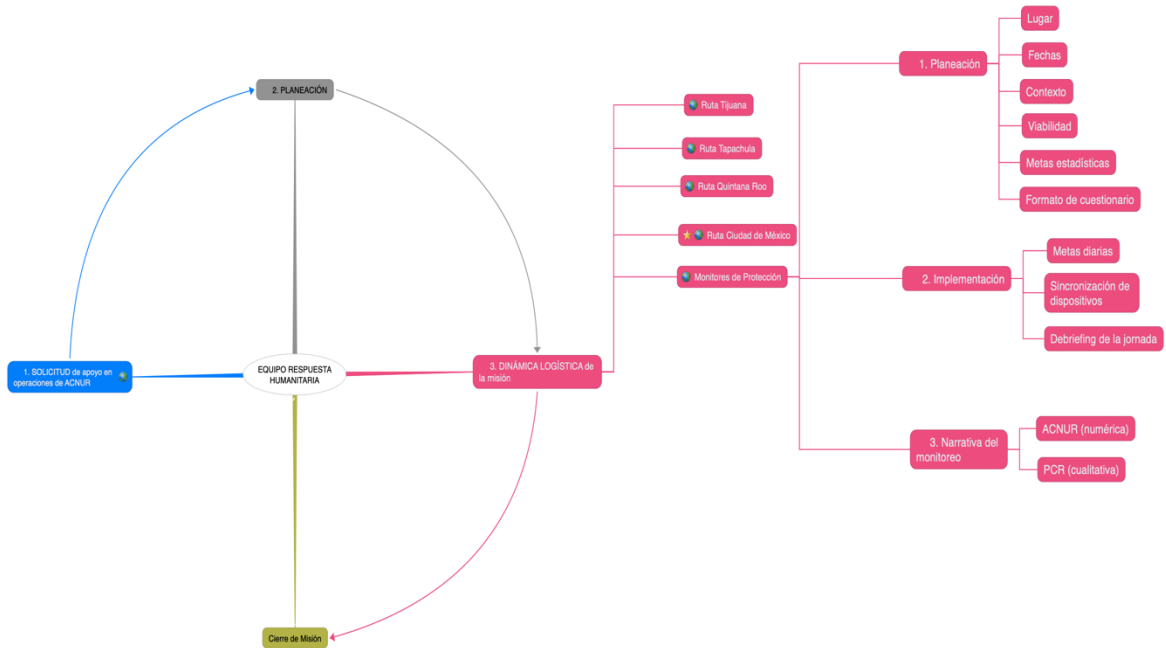 2. PLANEACIÓN
1. SOLICITUD de apoyo en
operaciones de ACNUR
EQUIPO RESPUESTA
HUMANITARIA
3. DINÁMICA LOGÍSTICA de
la misión
Cierre de Misión
Ruta Tijuana
Ruta Tapachula
Ruta Quintana Roo
Ruta Ciudad de México
Monitores de Protección
1. Planeación
Lugar
Fechas
Contexto
Viabilidad
Metas estadísticas
Formato de cuestionario
2. Implementación
Metas diarias
Sincronización de
dispositivos
Debriefing de la jornada
3. Narrativa del
monitoreo
ACNUR (numérica)
PCR (cualitativa)